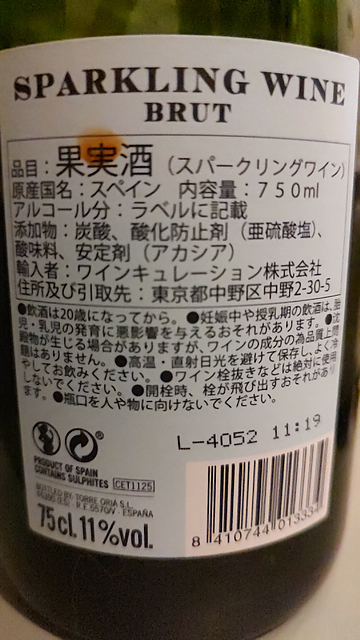 SPARKLING WINE
BRUT
品目：果実酒（スパークリングワイン）
原産国名：スペイン 内容量：７５０ml
アルコール分：ラベルに記載
添加物：炭酸、酸化防止剤（亜硫酸塩）、
酸味料、安定剤（アカシア）
輸入者：ワインキュレーション株式会社
住所及び引取先：東京都中野区中野2-30-5
●飲酒は20歳になってから。●妊娠中や授乳期の飲酒は、胎
児・乳児の発育に悪影響を与えるおそれがあります。●沈
殿物が生じる場合がありますが、ワインの成分の為品質上問
題はありません。●高温・直射日光を避けて保存し、よく冷
やしてお飲みください。●ワイン栓抜きなどは絶対に使用
しないでください。●開栓時、栓が飛び出すおそれがあり
ます。●瓶口を人や物に向けないでください。
L-4052 11:19
PRODUCT OF SPAIN
CONTAINS SULPHITES CET1125
BOTTLED BY: TORRE ORIA S.L.
ESPAÑA
75cl. 11%vol.
8 410744 013334